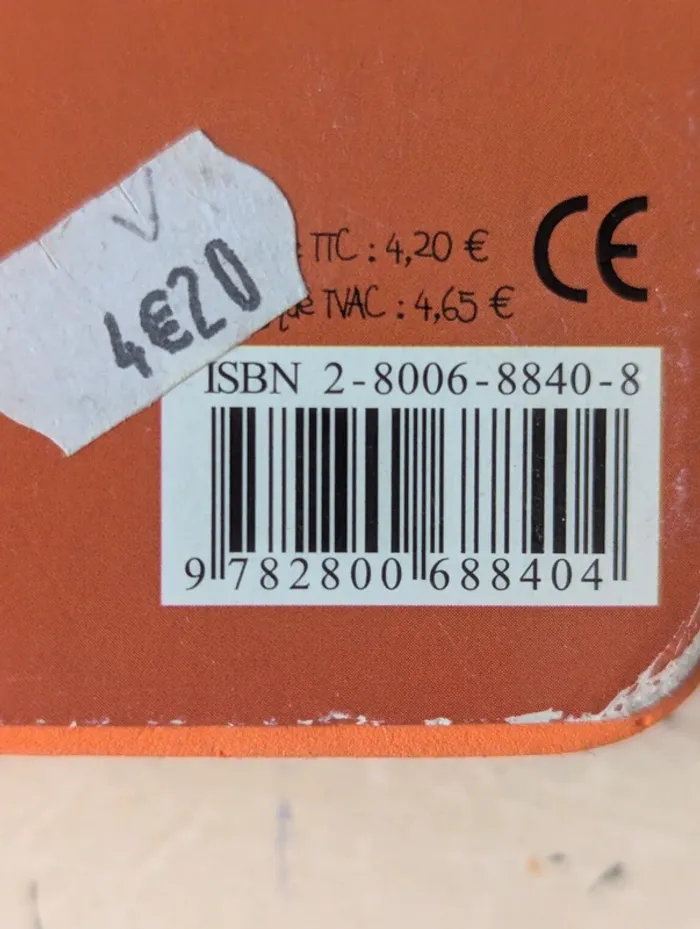 V
4€20
TTC : 4,20 €
TVAC : 4,65 €
CE
ISBN 2-8006-8840-8
9 782800 688404